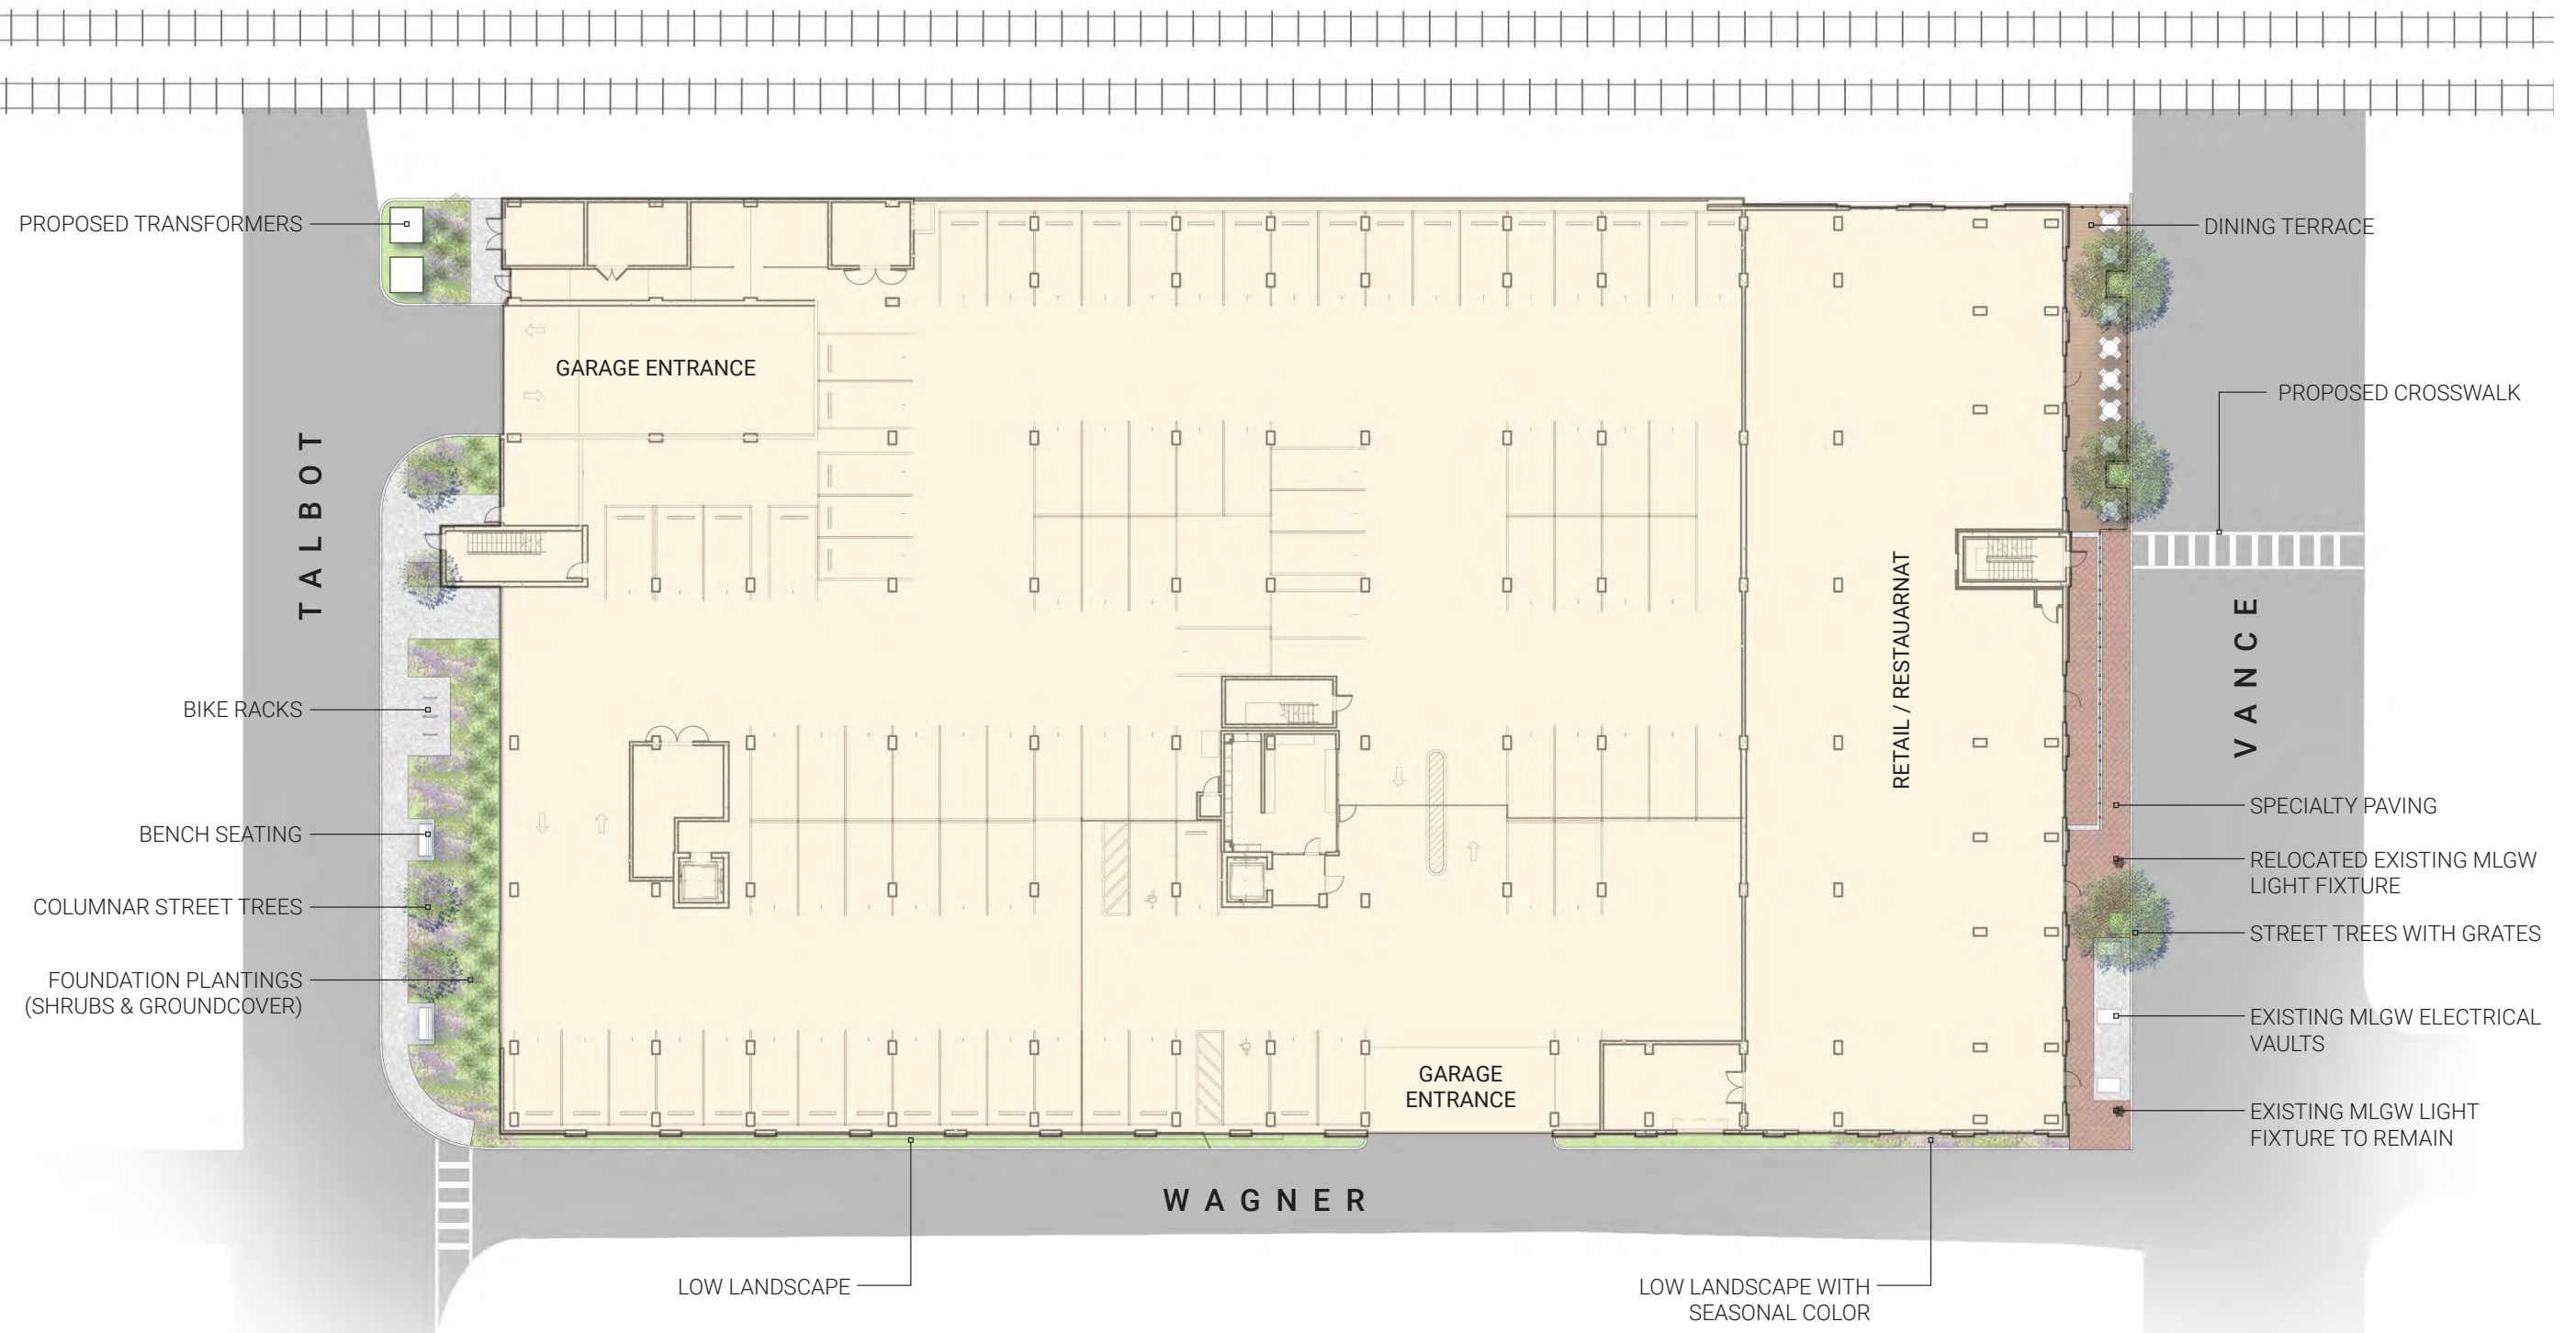 PROPOSED TRANSFORMERS
DINING TERRACE
GARAGE ENTRANCE
PROPOSED CROSSWALK
TALBOT
RETAIL / RESTAUARNAT
VANCE
BIKE RACKS
SPECIALTY PAVING
BENCH SEATING
RELOCATED EXISTING MLGW
LIGHT FIXTURE
COLUMNAR STREET TREES
STREET TREES WITH GRATES
FOUNDATION PLANTINGS
(SHRUBS & GROUNDCOVER)
EXISTING MLGW ELECTRICAL
VAULTS
GARAGE
ENTRANCE
EXISTING MLGW LIGHT
FIXTURE TO REMAIN
WAGNER
LOW LANDSCAPE
LOW LANDSCAPE WITH
SEASONAL COLOR